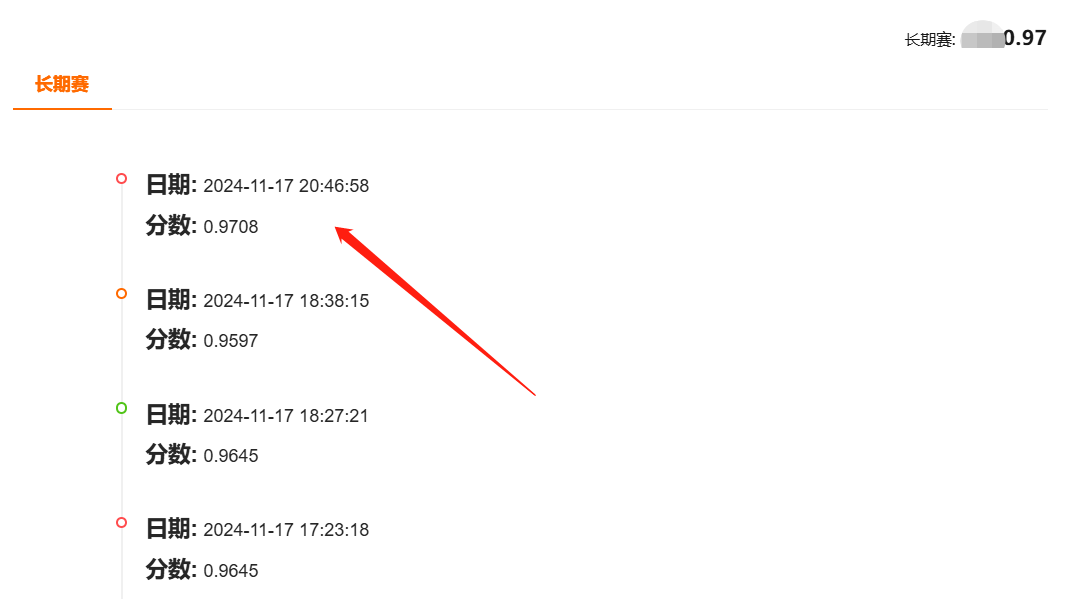 长期赛: 0.97
长期赛
日期: 2024-11-17 20:46:58
分数: 0.9708
日期: 2024-11-17 18:38:15
分数: 0.9597
日期: 2024-11-17 18:27:21
分数: 0.9645
日期: 2024-11-17 17:23:18
分数: 0.9645